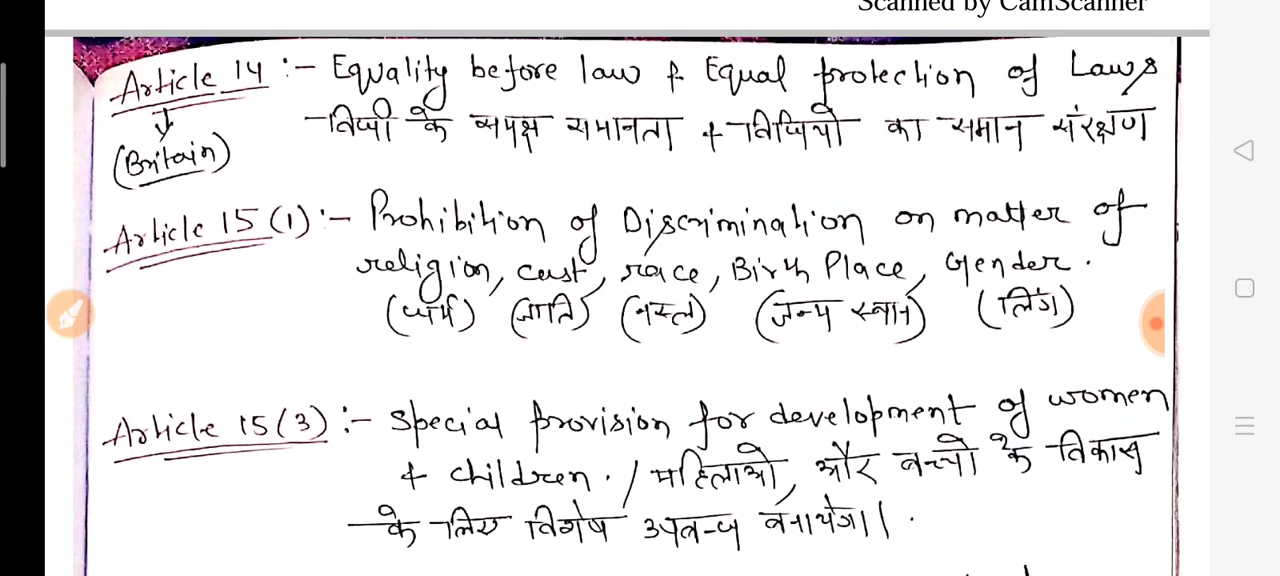 Scanned by CamScanner
Article 14 :- Equality before law & Equal protection of Laws
विधी के समक्ष समानता + विधियो का समान संरक्षण
(Britain)
Article 15 (1) :- Prohibition of Discrimination on matter of
religion, cast, race, Birth Place, Gender.
(धर्म) (जाति) (नस्ल) (जन्म स्थान) (लिंग)
Article 15 (3) :- Special provision for development of women
+ children. / महिलाओ, और बच्चो के विकास
के लिए विशेष उपबन्ध बनायेगा।